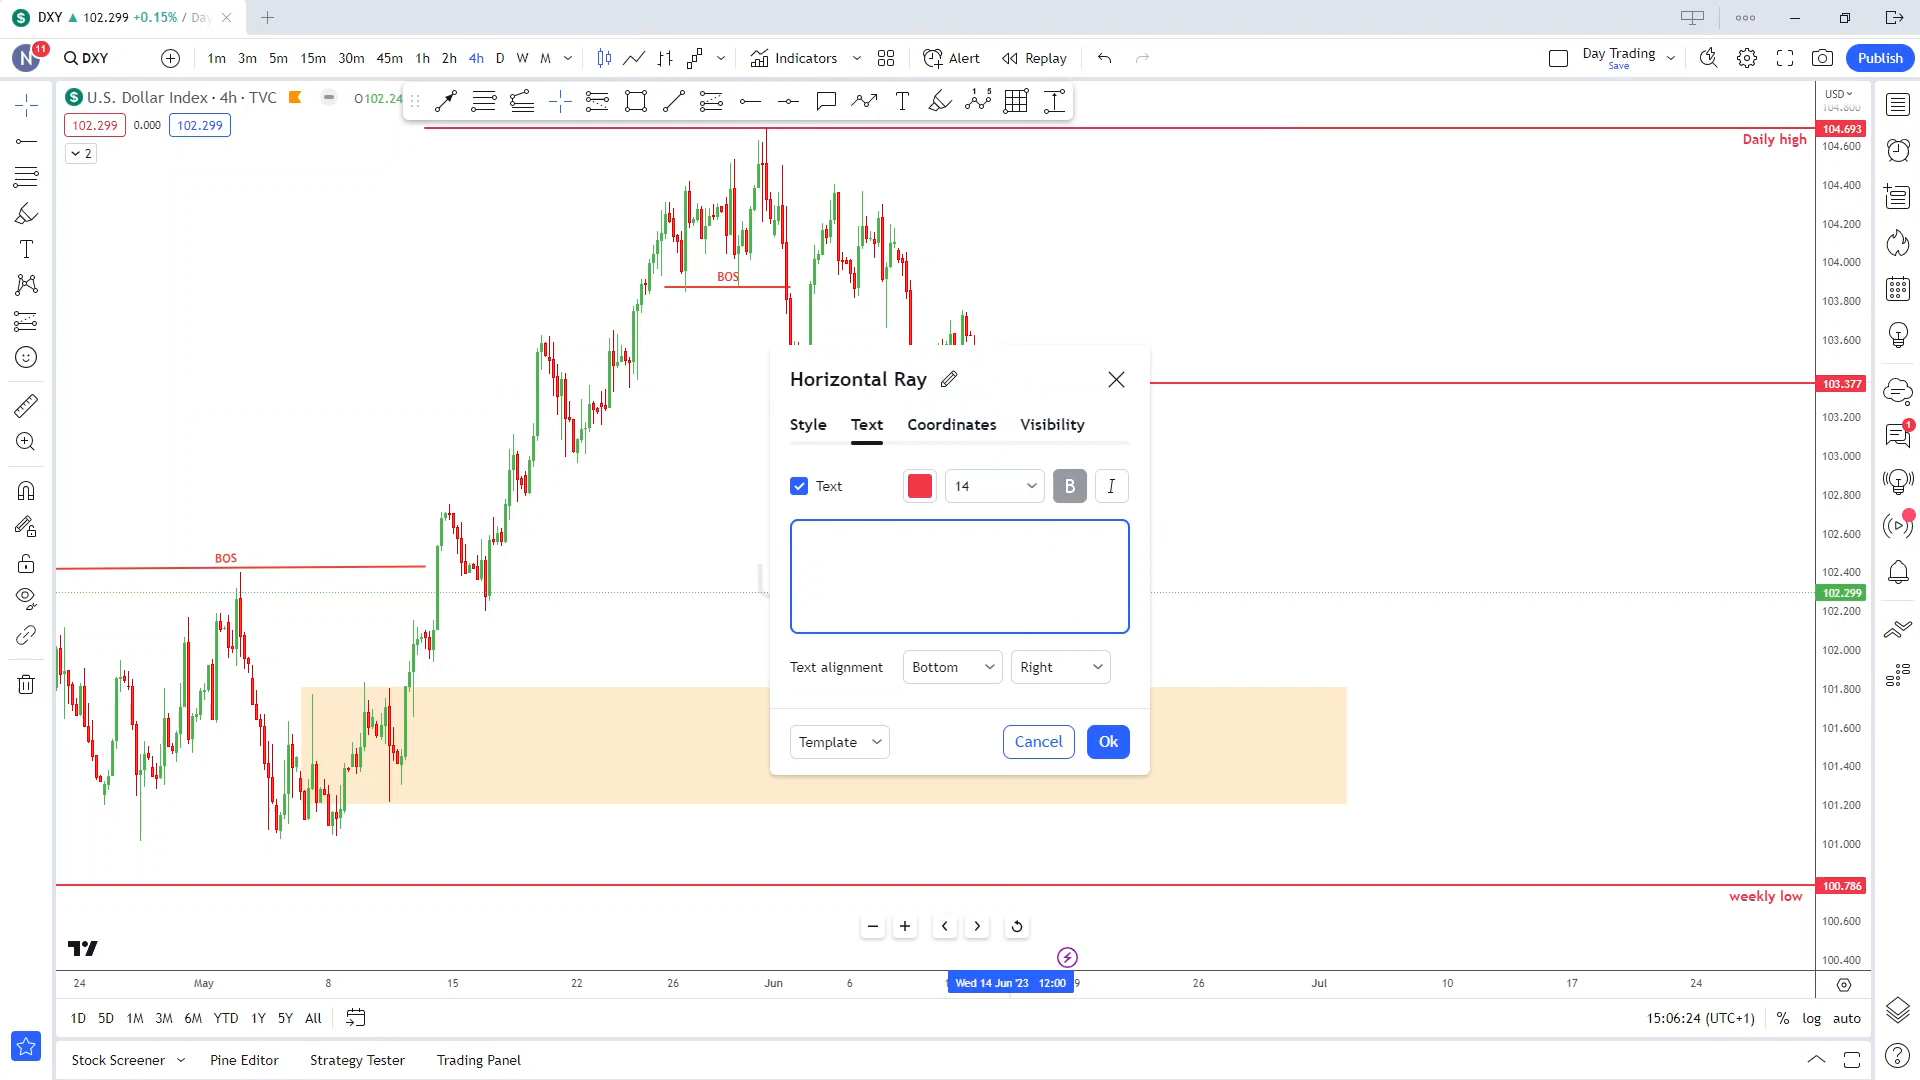 DXY ▲ 102.299 +0.15% / Day
N 11 DXY 1m 3m 5m 15m 30m 45m 1h 2h 4h D W M Indicators Alert Replay Day Trading Save Publish
U.S. Dollar Index · 4h · TVC O102.24
102.299 0.000 102.299
2
USD
104.800
104.693
Daily high
104.600
104.400
104.200
104.000
103.800
103.600
103.377
103.200
103.000
102.800
102.600
102.400
102.299
102.200
102.000
101.800
101.600
101.400
101.200
101.000
100.786
weekly low
100.600
100.400
BOS
BOS
Horizontal Ray
Style Text Coordinates Visibility
Text 14 B I
Text alignment Bottom Right
Template Cancel Ok
24 May 8 15 22 26 Jun 6 Wed 14 Jun '23 12:00 9 26 Jul 10 17 24
1D 5D 1M 3M 6M YTD 1Y 5Y All 15:06:24 (UTC+1) % log auto
Stock Screener Pine Editor Strategy Tester Trading Panel
1